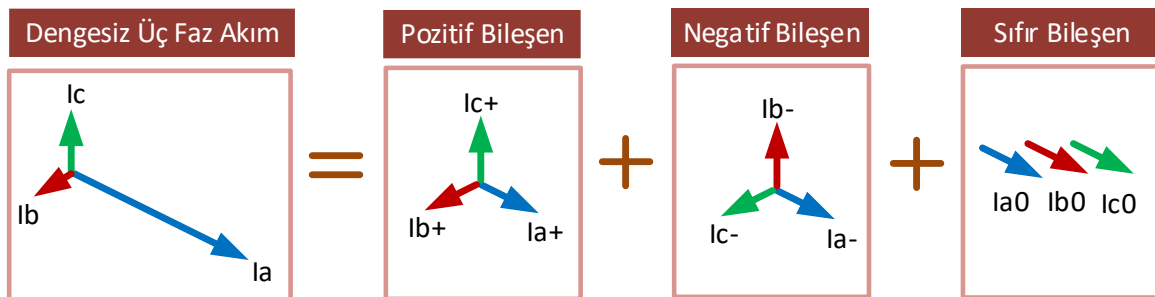 Dengesiz Üç Faz Akım
Pozitif Bileşen
Negatif Bileşen
Sıfır Bileşen
Ic
Ib
Ia
=
Ic+
Ib+
Ia+
+
Ib-
Ic-
Ia-
+
Ia0
Ib0
Ic0